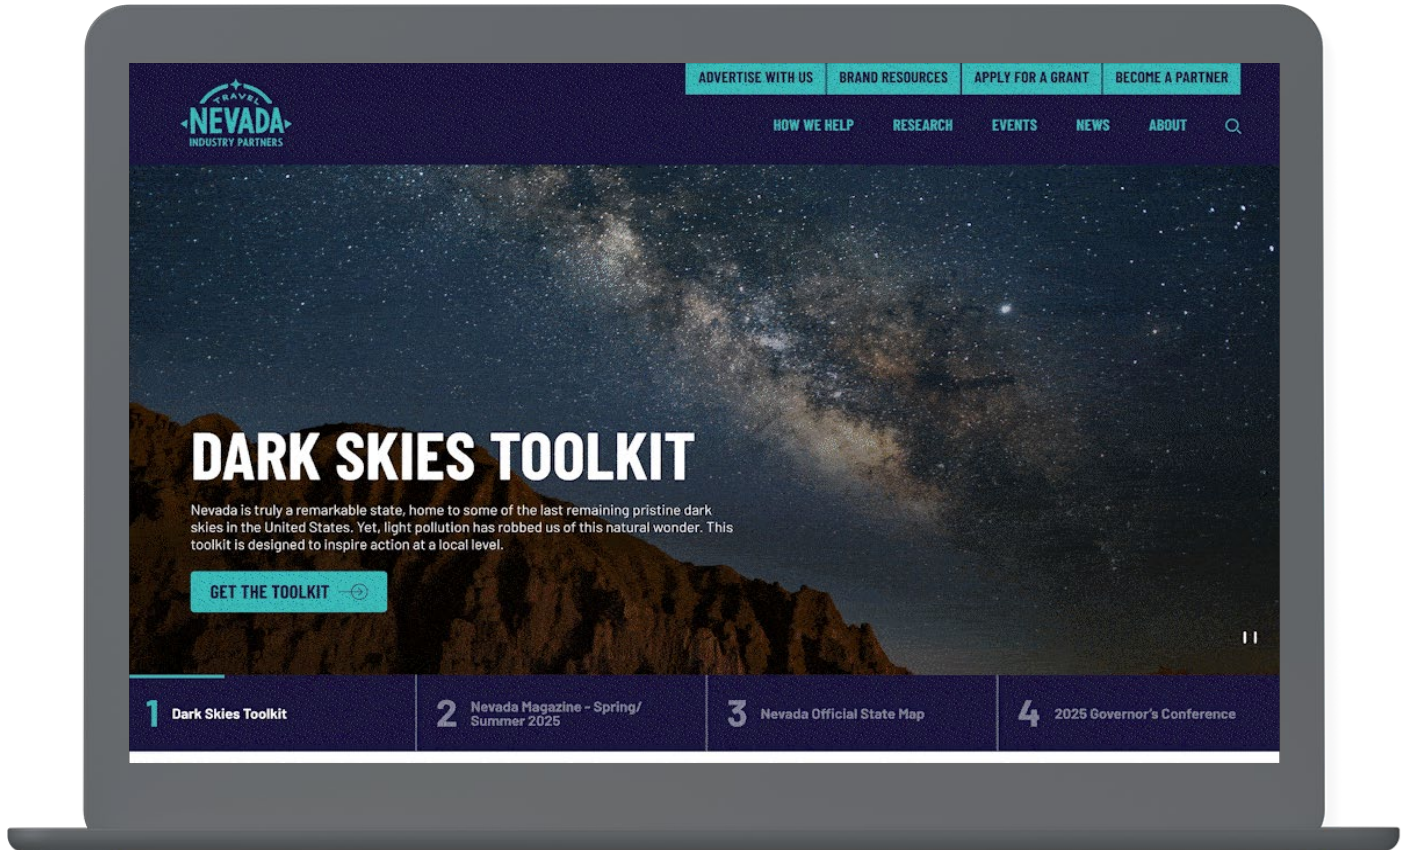 ADVERTISE WITH US BRAND RESOURCES APPLY FOR A GRANT BECOME A PARTNER
TRAVEL
NEVADA
INDUSTRY PARTNERS
HOW WE HELP RESEARCH EVENTS NEWS ABOUT
DARK SKIES TOOLKIT
Nevada is truly a remarkable state, home to some of the last remaining pristine dark
skies in the United States. Yet, light pollution has robbed us of this natural wonder. This
toolkit is designed to inspire action at a local level.
GET THE TOOLKIT
1 Dark Skies Toolkit
2 Nevada Magazine - Spring/
Summer 2025
3 Nevada Official State Map
4 2025 Governor's Conference